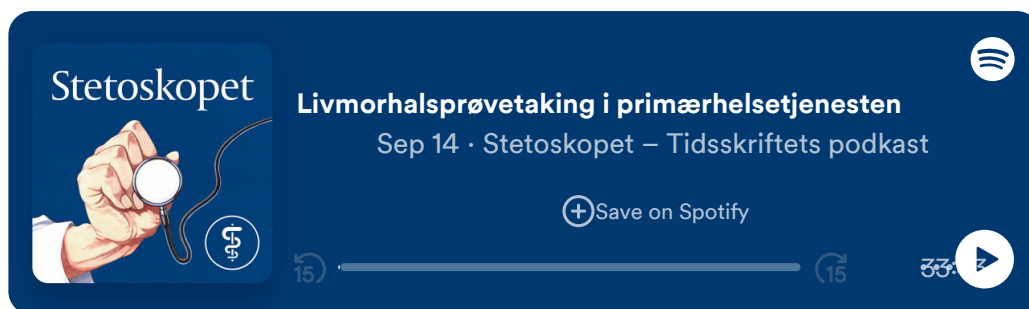 Stetoskopet
Livmorhalsprøvetaking i primærhelsetjenesten
Sep 14 · Stetoskopet – Tidsskriftets podkast
Save on Spotify
15
15